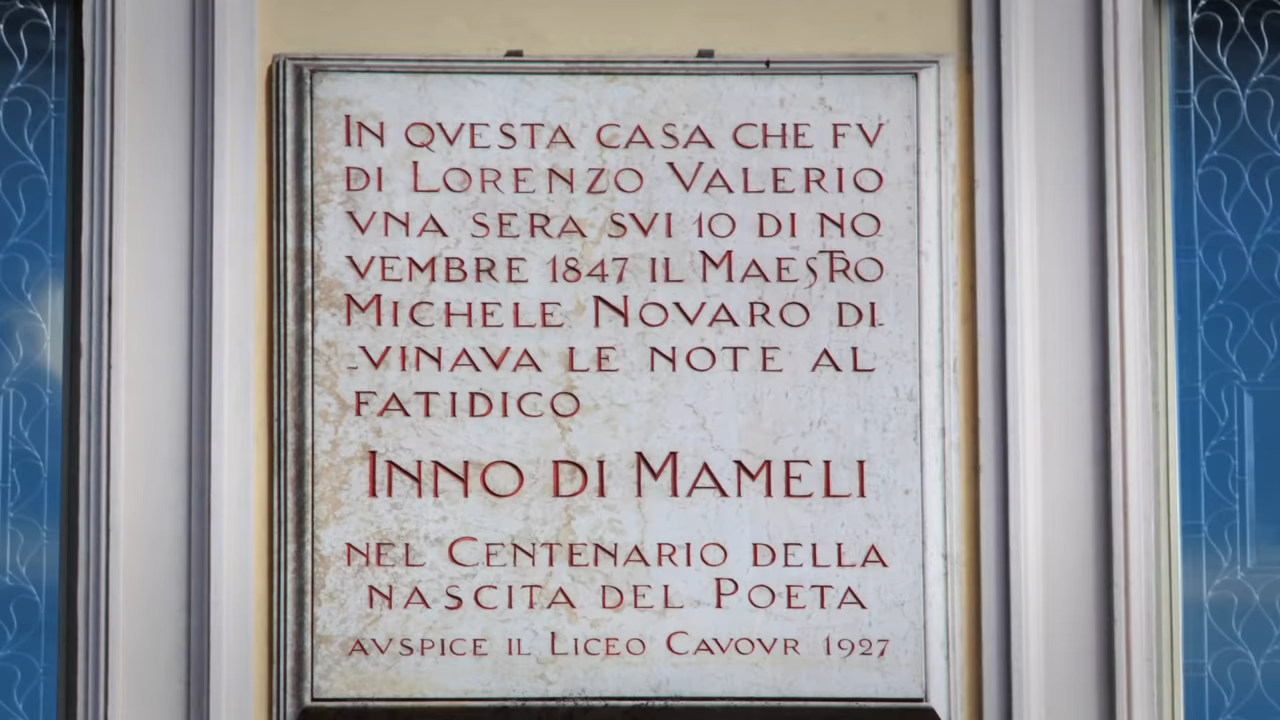 IN QVESTA CASA CHE FV
DI LORENZO VALERIO
VNA SERA SVI 10 DI NO
VEMBRE 1847 IL MAESTRO
MICHELE NOVARO DI
-VINAVA LE NOTE AL
FATIDICO
INNO DI MAMELI
NEL CENTENARIO DELLA
NASCITA DEL POETA
AVSPICE IL LICEO CAVOVR 1927